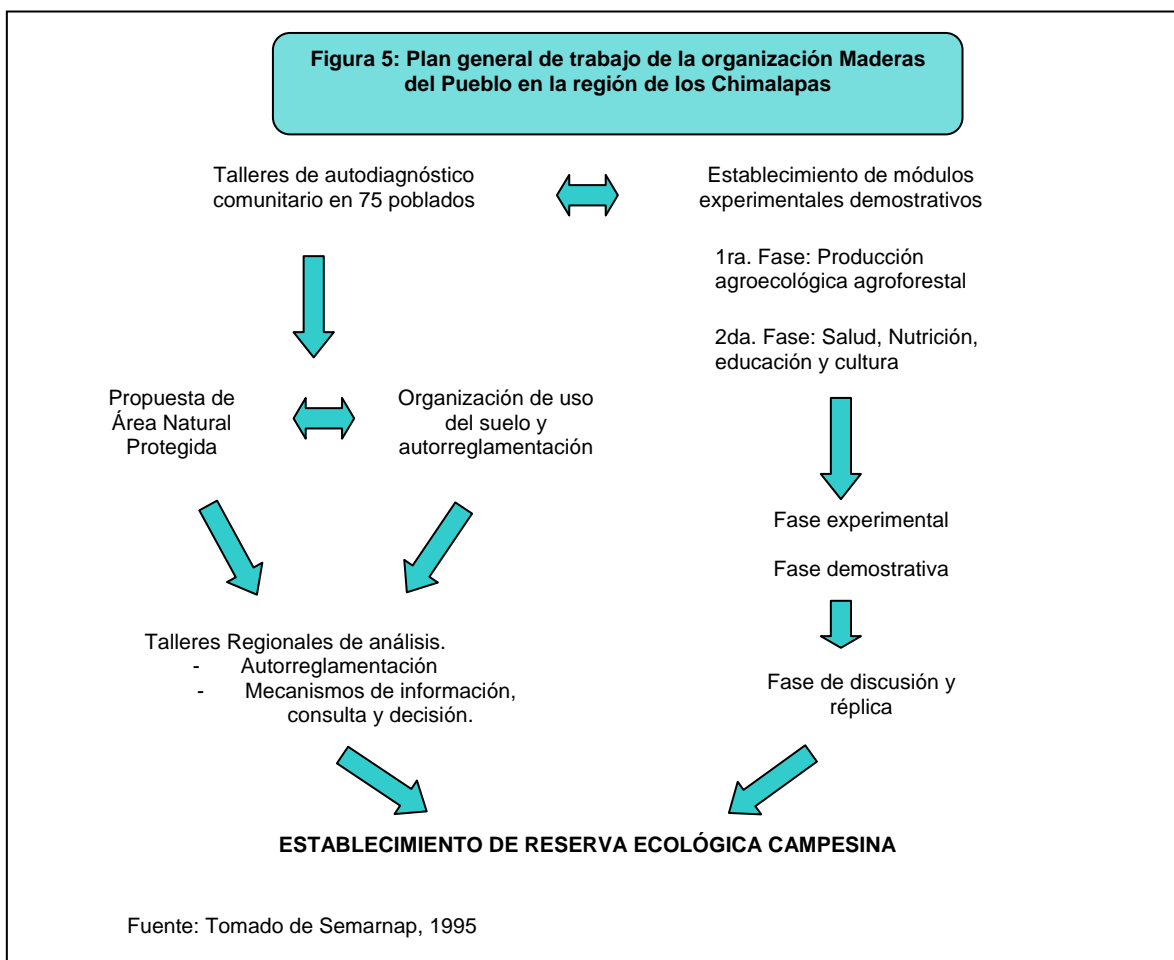 Figura 5: Plan general de trabajo de la organización Maderas
del Pueblo en la región de los Chimalapas
Talleres de autodiagnóstico
comunitario en 75 poblados
Establecimiento de módulos
experimentales demostrativos
1ra. Fase: Producción
agroecológica agroforestal
2da. Fase: Salud, Nutrición,
educación y cultura
Propuesta de
Área Natural
Protegida
Organización de uso
del suelo y
autorreglamentación
Fase experimental
Fase demostrativa
Talleres Regionales de análisis.
- Autorreglamentación
- Mecanismos de información,
consulta y decisión.
Fase de discusión y
réplica
ESTABLECIMIENTO DE RESERVA ECOLÓGICA CAMPESINA
Fuente: Tomado de Semarnap, 1995